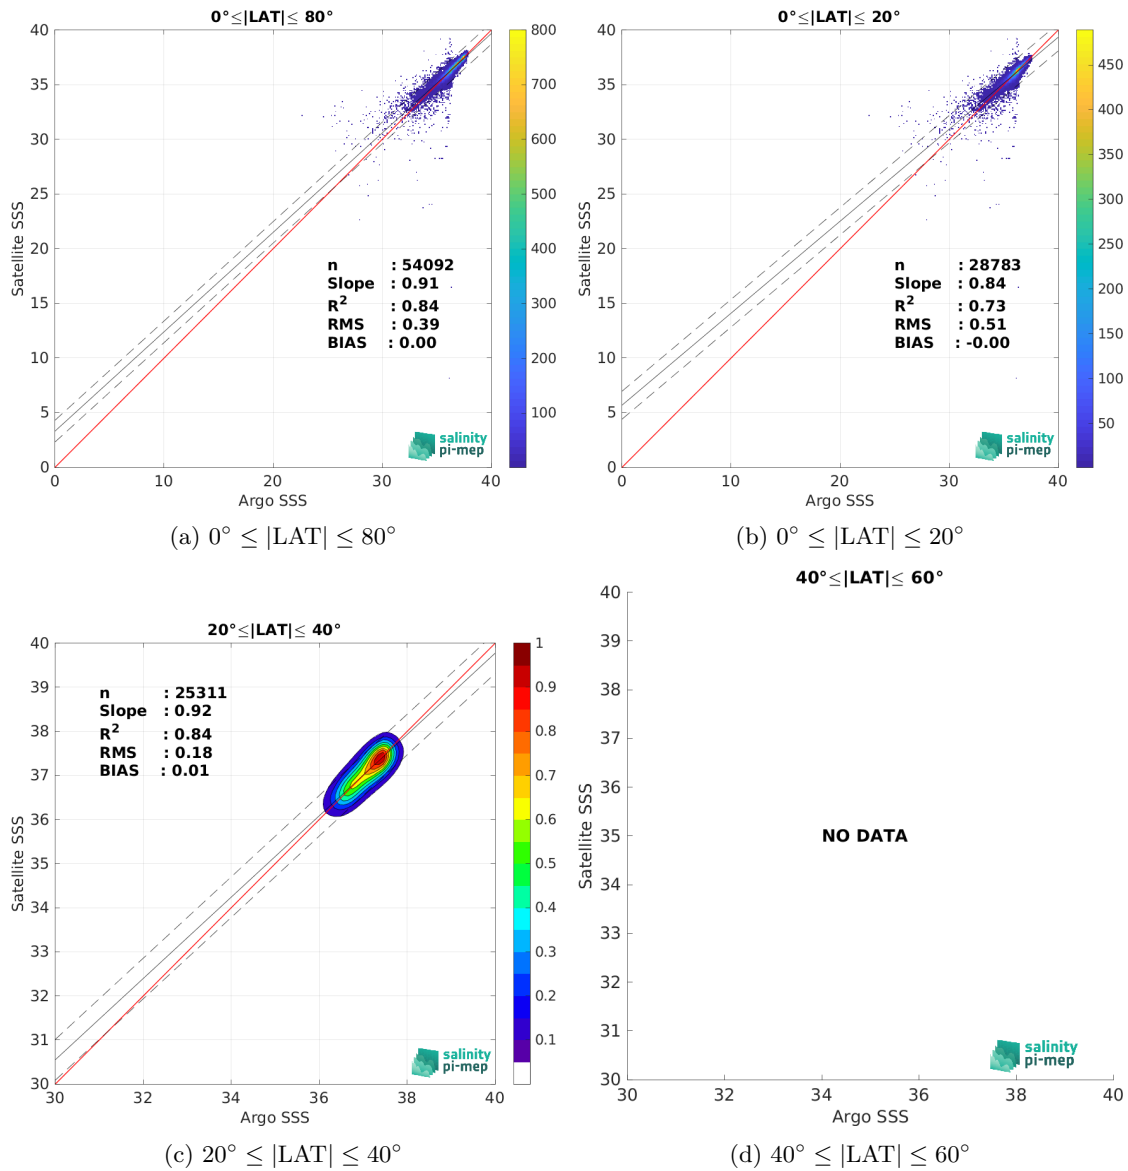 0°≤|LAT|≤ 80°
40
35
30
25
20
15
10
5
0
0
10
20
30
40
Satellite SSS
Argo SSS
n : 54092
Slope : 0.91
R² : 0.84
RMS : 0.39
BIAS : 0.00
800
700
600
500
400
300
200
100
salinity
pi-mep
(a) 0° ≤ |LAT| ≤ 80°
0°≤|LAT|≤ 20°
40
35
30
25
20
15
10
5
0
0
10
20
30
40
Satellite SSS
Argo SSS
n : 28783
Slope : 0.84
R² : 0.73
RMS : 0.51
BIAS : -0.00
450
400
350
300
250
200
150
100
50
salinity
pi-mep
(b) 0° ≤ |LAT| ≤ 20°
20°≤|LAT|≤ 40°
40
39
38
37
36
35
34
33
32
31
30
30
32
34
36
38
40
Satellite SSS
Argo SSS
n : 25311
Slope : 0.92
R² : 0.84
RMS : 0.18
BIAS : 0.01
1
0.9
0.8
0.7
0.6
0.5
0.4
0.3
0.2
0.1
salinity
pi-mep
(c) 20° ≤ |LAT| ≤ 40°
40°≤|LAT|≤ 60°
40
39
38
37
36
35
34
33
32
31
30
30
32
34
36
38
40
Satellite SSS
Argo SSS
NO DATA
salinity
pi-mep
(d) 40° ≤ |LAT| ≤ 60°